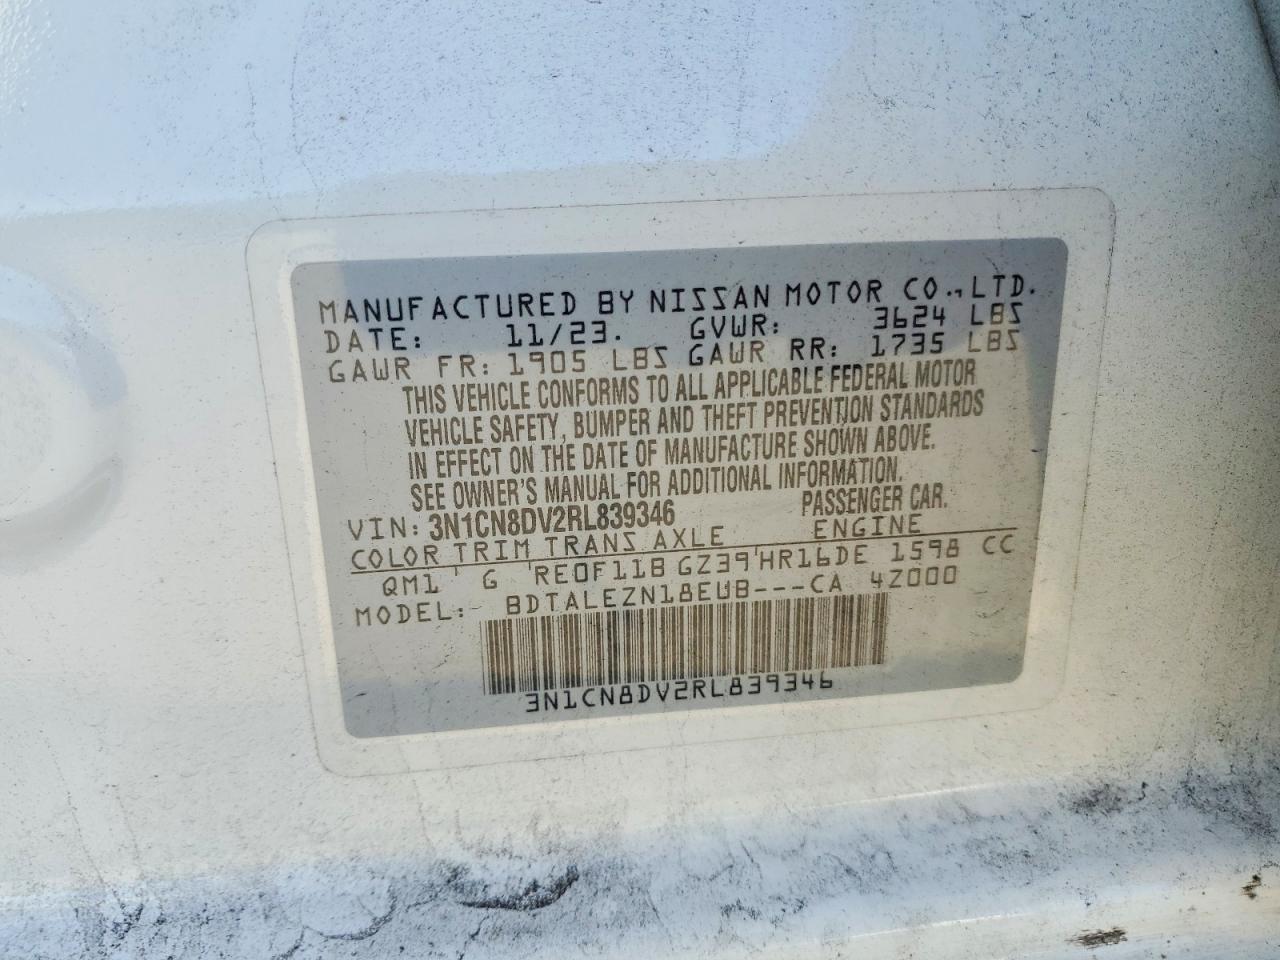 MANUFACTURED BY NISSAN MOTOR CO., LTD.
DATE: 11/23. GVWR: 3624 LBS
GAWR FR: 1905 LBS GAWR RR: 1735 LBS
THIS VEHICLE CONFORMS TO ALL APPLICABLE FEDERAL MOTOR
VEHICLE SAFETY, BUMPER AND THEFT PREVENTION STANDARDS
IN EFFECT ON THE DATE OF MANUFACTURE SHOWN ABOVE.
SEE OWNER'S MANUAL FOR ADDITIONAL INFORMATION.
VIN: 3N1CN8DV2RL839346 PASSENGER CAR.
COLOR TRIM TRANS AXLE ENGINE
QM1 ' G 'RE0F11B GZ39'HR16DE 1598 CC
MODEL: BDTALEZN18EUB---CA 4Z000
3N1CN8DV2RL839346